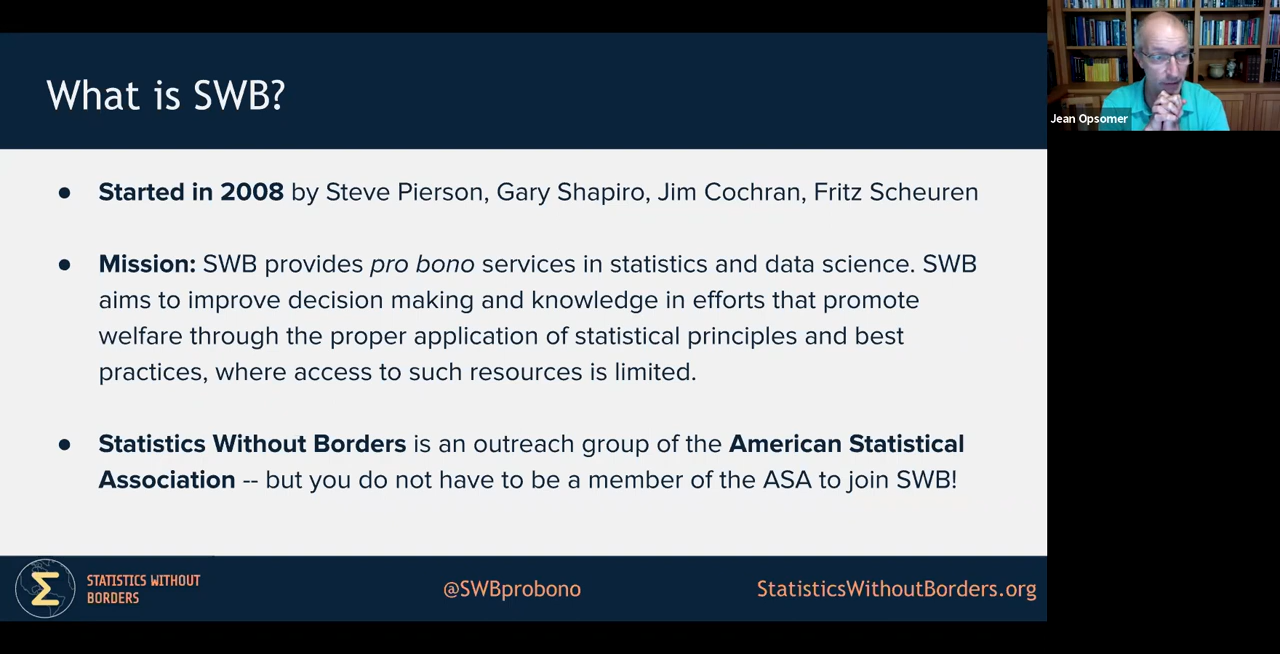 What is SWB?
Jean Opsomer
● Started in 2008 by Steve Pierson, Gary Shapiro, Jim Cochran, Fritz Scheuren
● Mission: SWB provides pro bono services in statistics and data science. SWB
aims to improve decision making and knowledge in efforts that promote
welfare through the proper application of statistical principles and best
practices, where access to such resources is limited.
● Statistics Without Borders is an outreach group of the American Statistical
Association -- but you do not have to be a member of the ASA to join SWB!
Σ
STATISTICS WITHOUT
BORDERS
@SWBprobono
StatisticsWithoutBorders.org